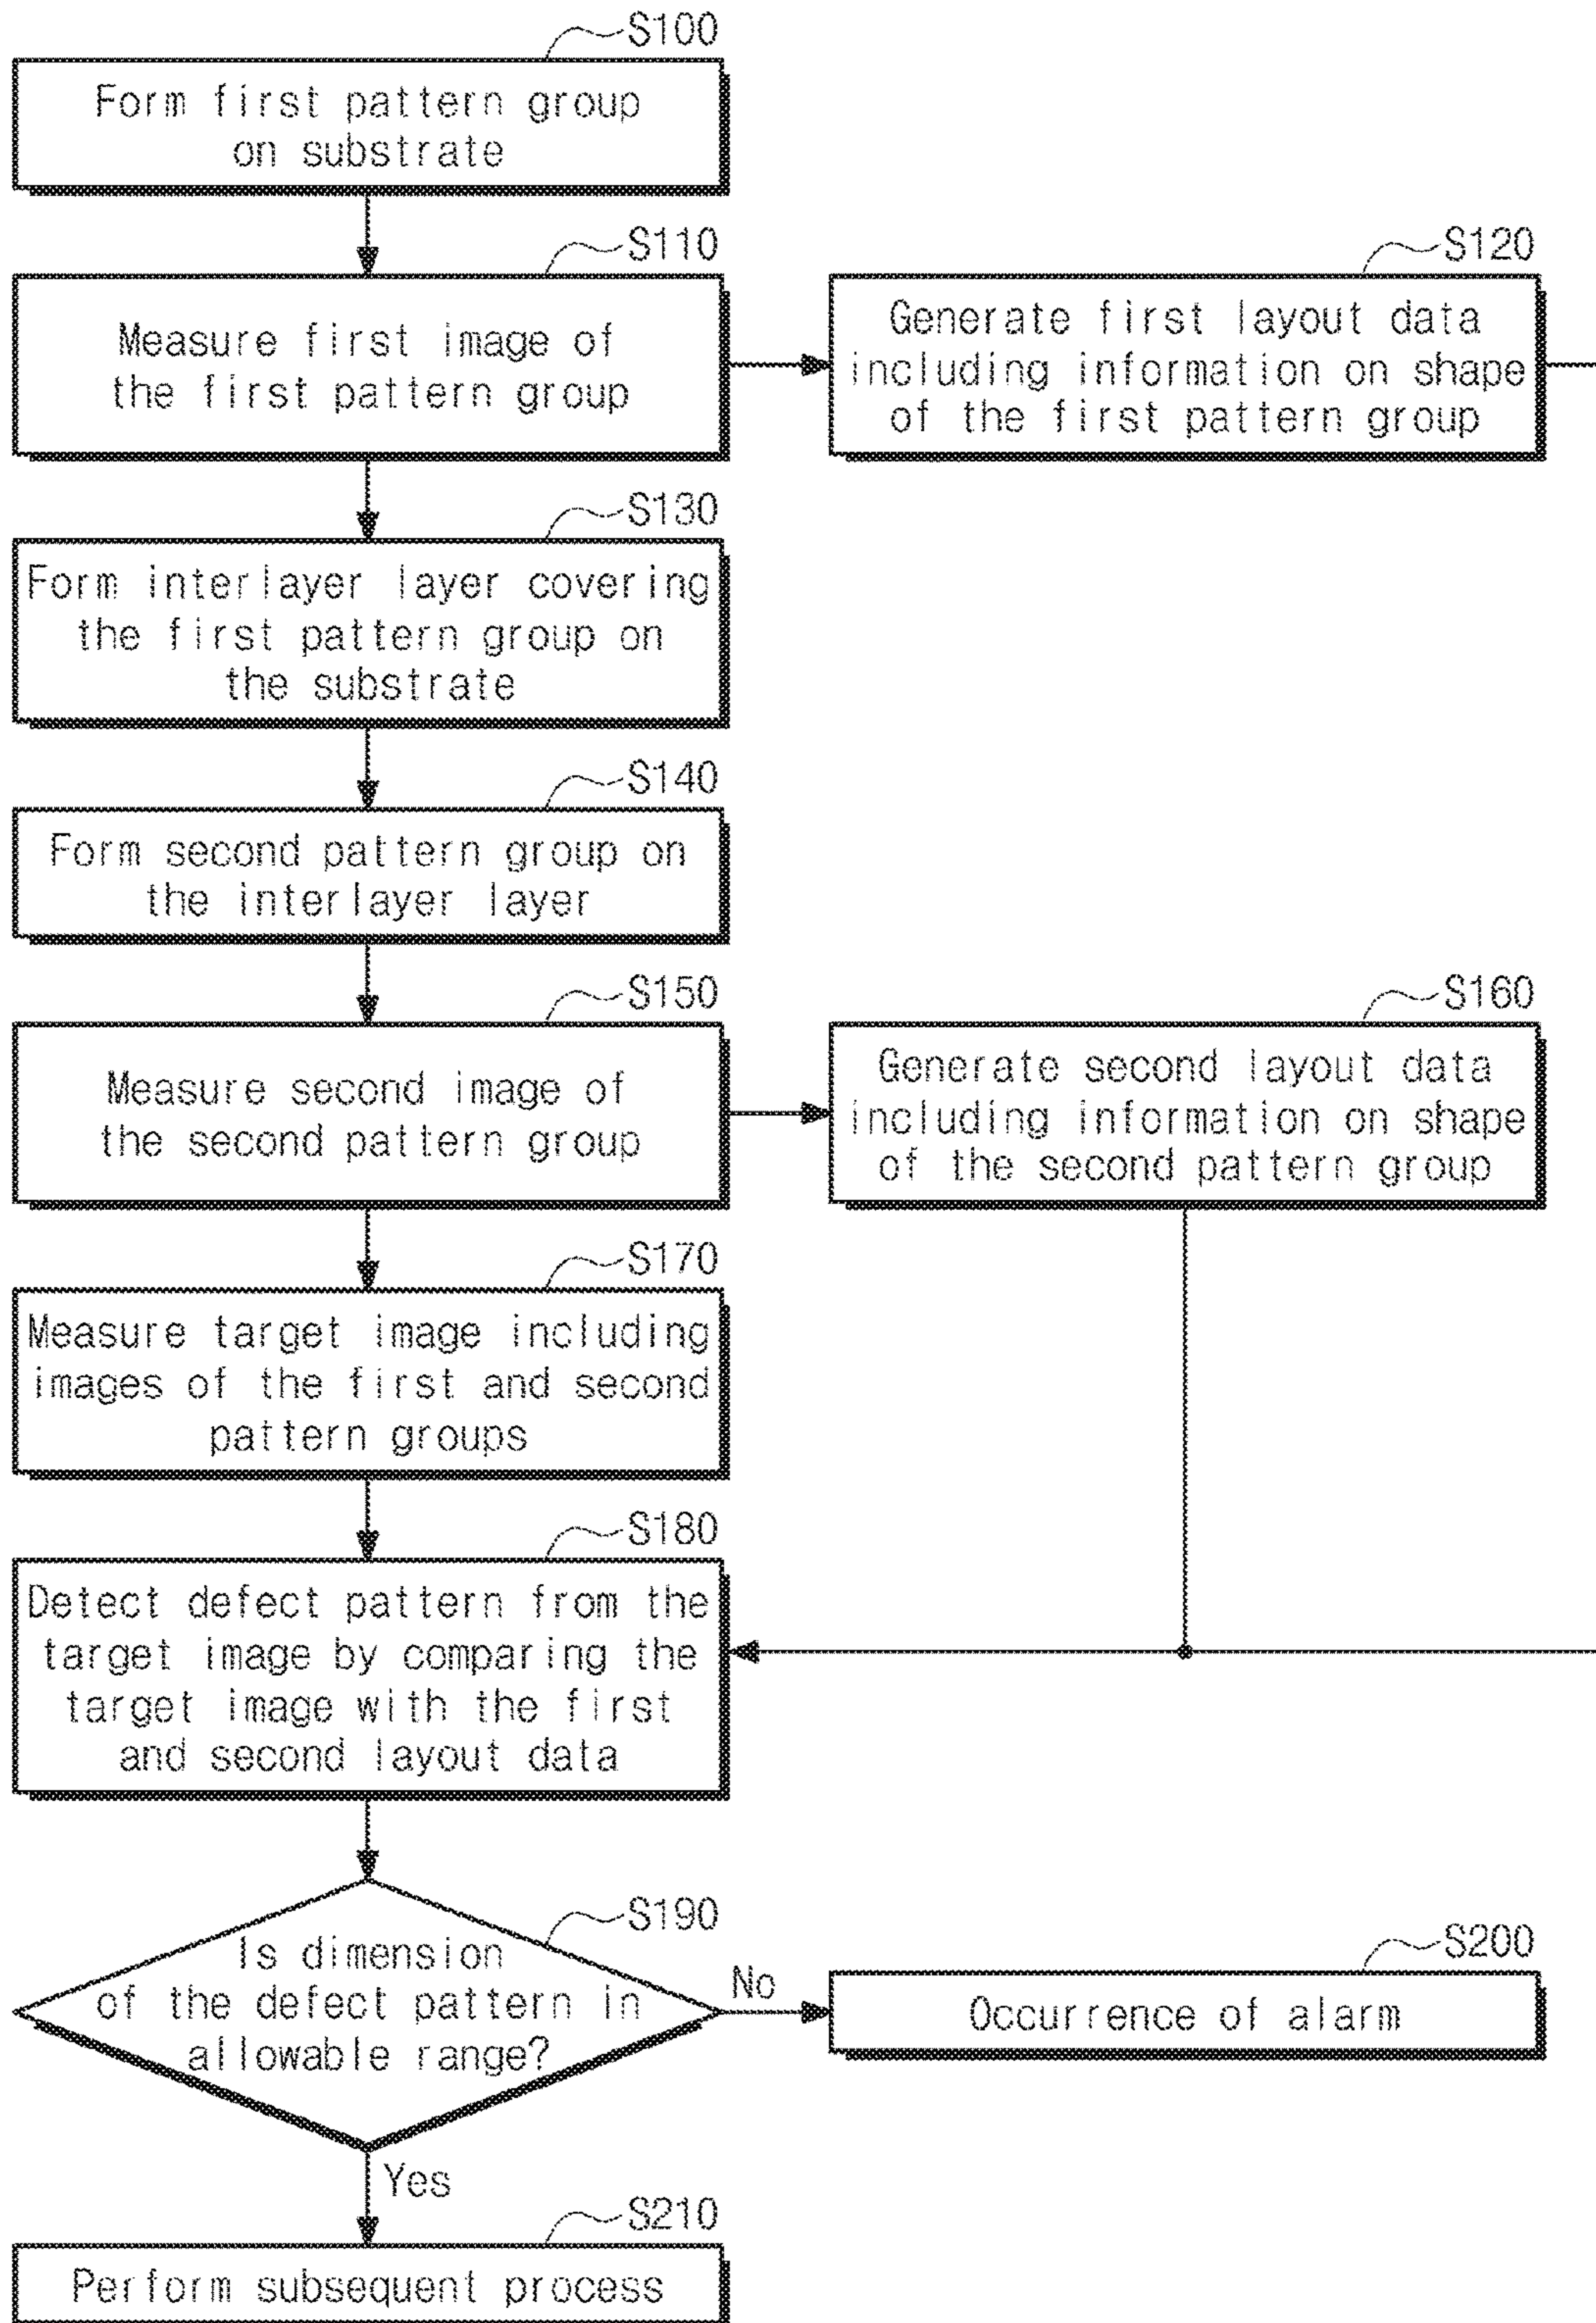 S100
Form first pattern group
on substrate
S110
Measure first image of
the first pattern group
S120
Generate first layout data
including information on shape
of the first pattern group
S130
Form interlayer layer covering
the first pattern group on
the substrate
S140
Form second pattern group on
the interlayer layer
S150
Measure second image of
the second pattern group
S160
Generate second layout data
including information on shape
of the second pattern group
S170
Measure target image including
images of the first and second
pattern groups
S180
Detect defect pattern from the
target image by comparing the
target image with the first
and second layout data
S190
Is dimension
of the defect pattern in
allowable range?
No
S200
Occurrence of alarm
Yes
S210
Perform subsequent process